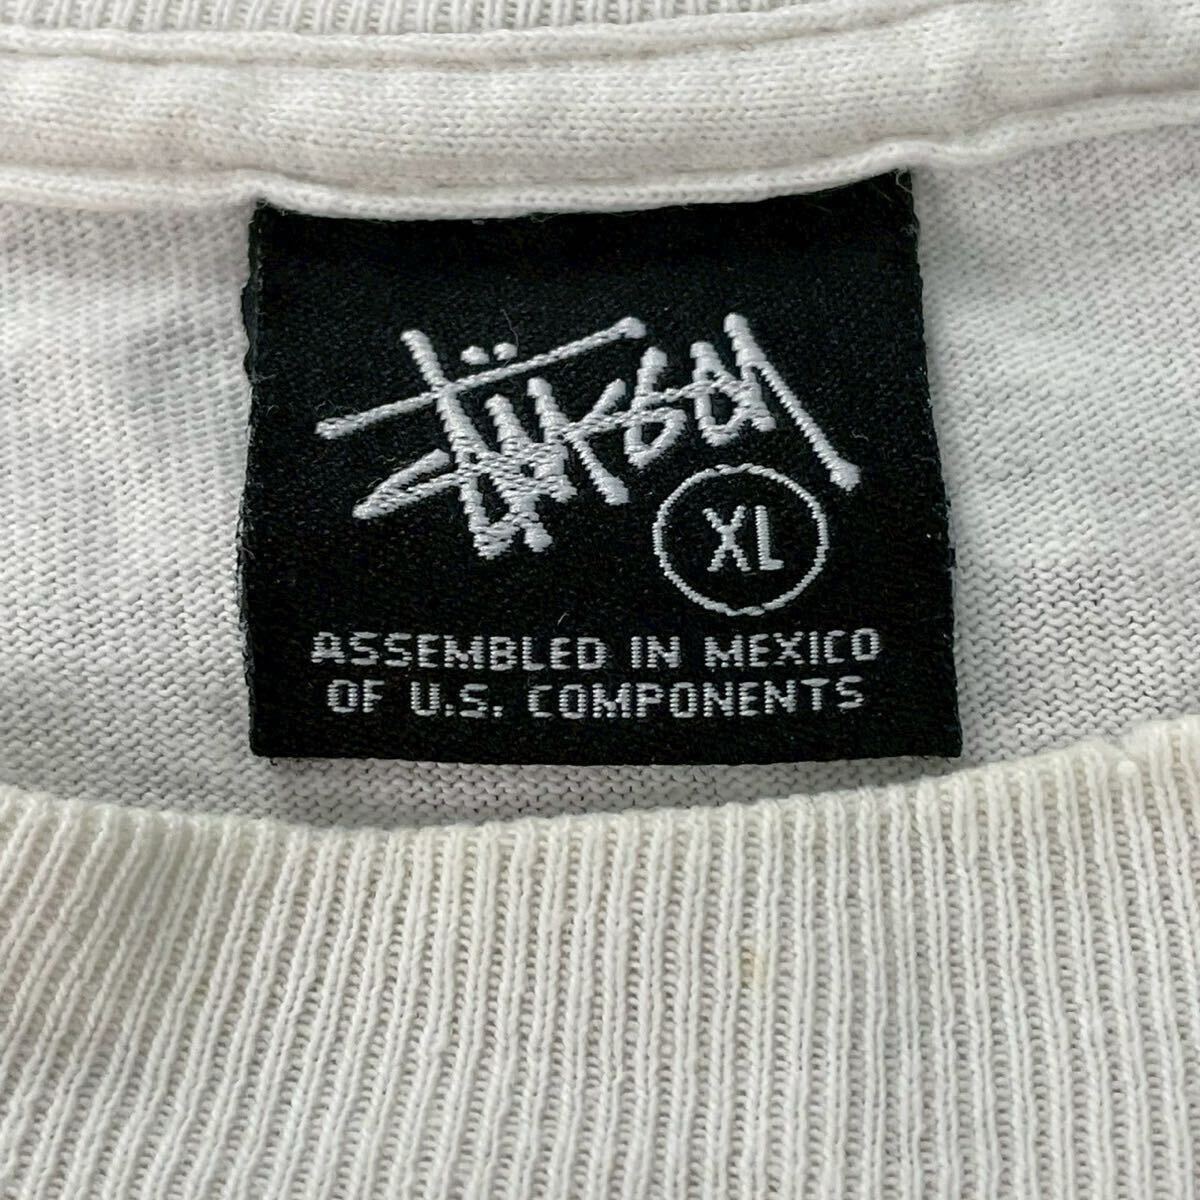 Stüssy
XL
ASSEMBLED IN MEXICO
OF U.S. COMPONENTS